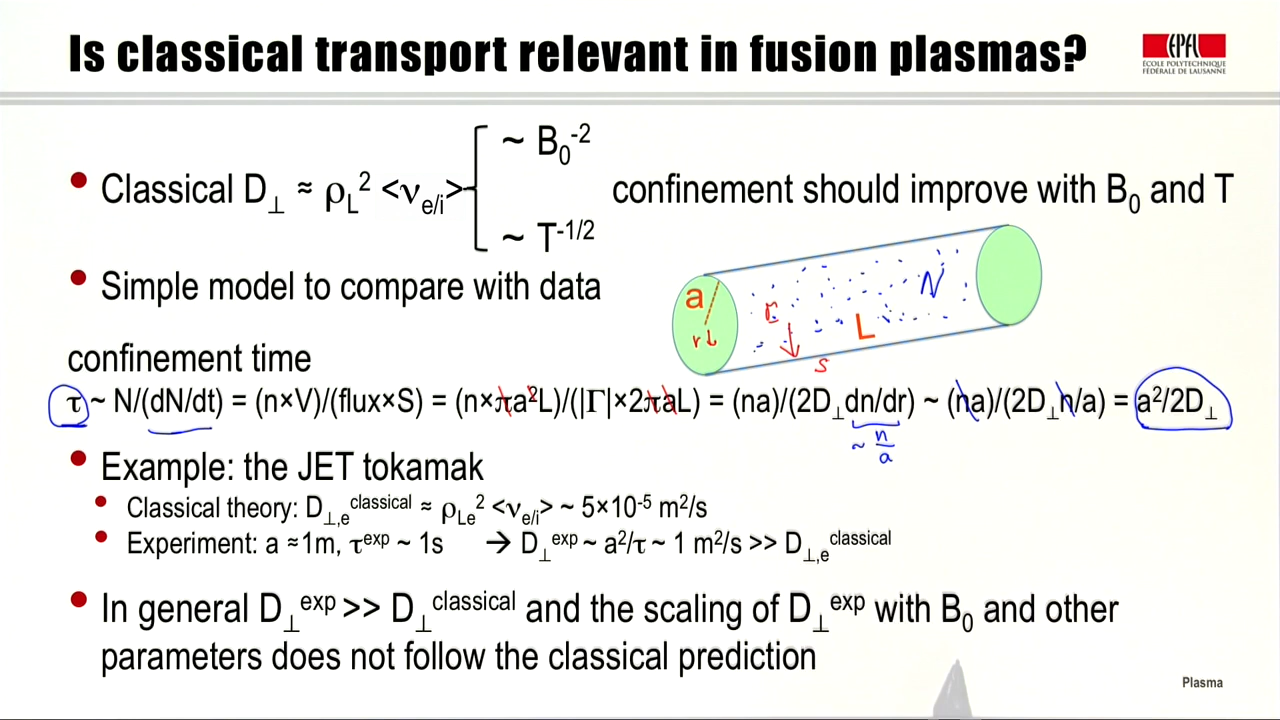 Is classical transport relevant in fusion plasmas?
EPFL
ÉCOLE POLYTECHNIQUE
FÉDÉRALE DE LAUSANNE
~ B₀⁻²
• Classical D⊥ ≈ ρL² <νe/i> confinement should improve with B₀ and T
~ T⁻¹/²
• Simple model to compare with data
a
N
Γ
L
r
S
confinement time
τ ~ N/(dN/dt) = (n×V)/(flux×S) = (n×πa²L)/(|Γ|×2πaL) = (na)/(2D⊥dn/dr) ~ (na)/(2D⊥n/a) = a²/2D⊥
~ n/a
• Example: the JET tokamak
• Classical theory: D⊥,e^classical ≈ ρLe² <νe/i> ~ 5×10⁻⁵ m²/s
• Experiment: a ≈1m, τ^exp ~ 1s → D⊥^exp ~ a²/τ ~ 1 m²/s >> D⊥,e^classical
• In general D⊥^exp >> D⊥^classical and the scaling of D⊥^exp with B₀ and other
parameters does not follow the classical prediction
Plasma